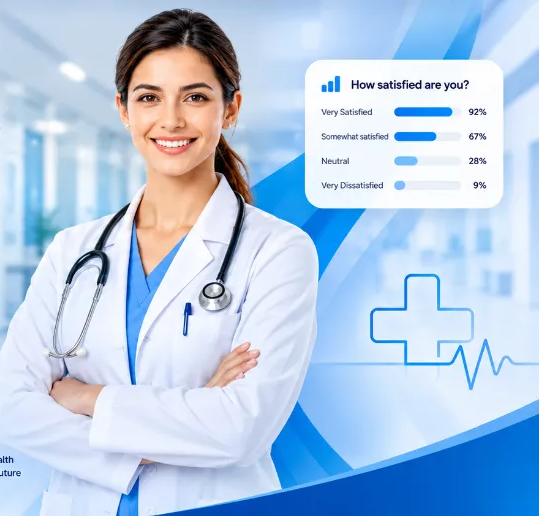 How satisfied are you?
Very Satisfied 92%
Somewhat satisfied 67%
Neutral 28%
Very Dissatisfied 9%
alth
uture